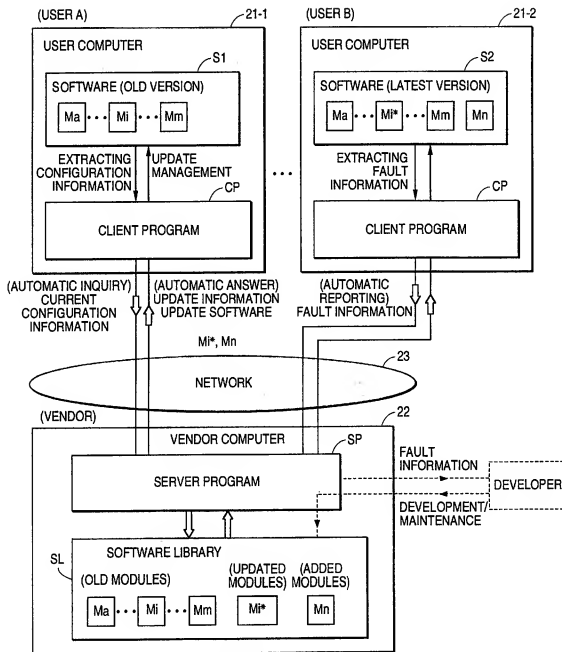 (USER A)
21-1
USER COMPUTER
S1
SOFTWARE (OLD VERSION)
Ma ••• Mi ••• Mm
EXTRACTING
CONFIGURATION
INFORMATION
UPDATE
MANAGEMENT
CP
CLIENT PROGRAM
(AUTOMATIC INQUIRY)
CURRENT
CONFIGURATION
INFORMATION
(AUTOMATIC ANSWER)
UPDATE INFORMATION
UPDATE SOFTWARE
•••
(USER B)
21-2
USER COMPUTER
S2
SOFTWARE (LATEST VERSION)
Ma ••• Mi* ••• Mm Mn
EXTRACTING
FAULT
INFORMATION
CP
CLIENT PROGRAM
(AUTOMATIC
REPORTING)
FAULT INFORMATION
Mi*, Mn
23
NETWORK
(VENDOR)
22
VENDOR COMPUTER
SP
SERVER PROGRAM
FAULT
INFORMATION
DEVELOPER
DEVELOPMENT/
MAINTENANCE
SL
SOFTWARE LIBRARY
(OLD MODULES)
(UPDATED
MODULES)
(ADDED
MODULES)
Ma ••• Mi ••• Mm Mi* Mn